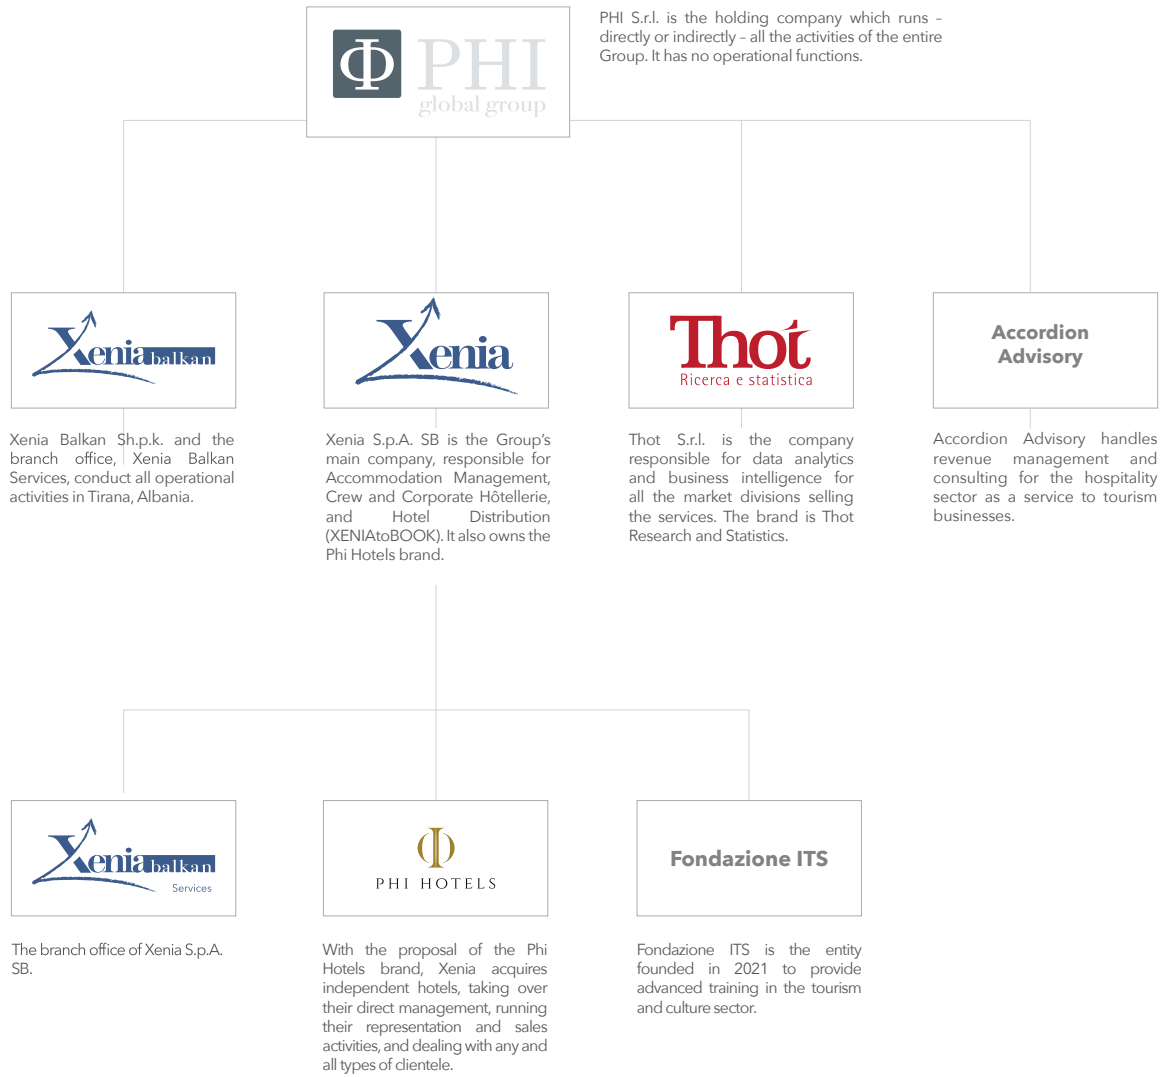 Φ PHI
global group
PHI S.r.l. is the holding company which runs –
directly or indirectly – all the activities of the entire
Group. It has no operational functions.
Xenia balkan
Xenia Balkan Sh.p.k. and the
branch office, Xenia Balkan
Services, conduct all operational
activities in Tirana, Albania.
Xenia
Xenia S.p.A. SB is the Group's
main company, responsible for
Accommodation Management,
Crew and Corporate Hôtellerie,
and Hotel Distribution
(XENIAtoBOOK). It also owns the
Phi Hotels brand.
Thot
Ricerca e statistica
Thot S.r.l. is the company
responsible for data analytics
and business intelligence for
all the market divisions selling
the services. The brand is Thot
Research and Statistics.
Accordion
Advisory
Accordion Advisory handles
revenue management and
consulting for the hospitality
sector as a service to tourism
businesses.
Xenia balkan
Services
The branch office of Xenia S.p.A.
SB.
Φ
PHI HOTELS
With the proposal of the Phi
Hotels brand, Xenia acquires
independent hotels, taking over
their direct management, running
their representation and sales
activities, and dealing with any and
all types of clientele.
Fondazione ITS
Fondazione ITS is the entity
founded in 2021 to provide
advanced training in the tourism
and culture sector.